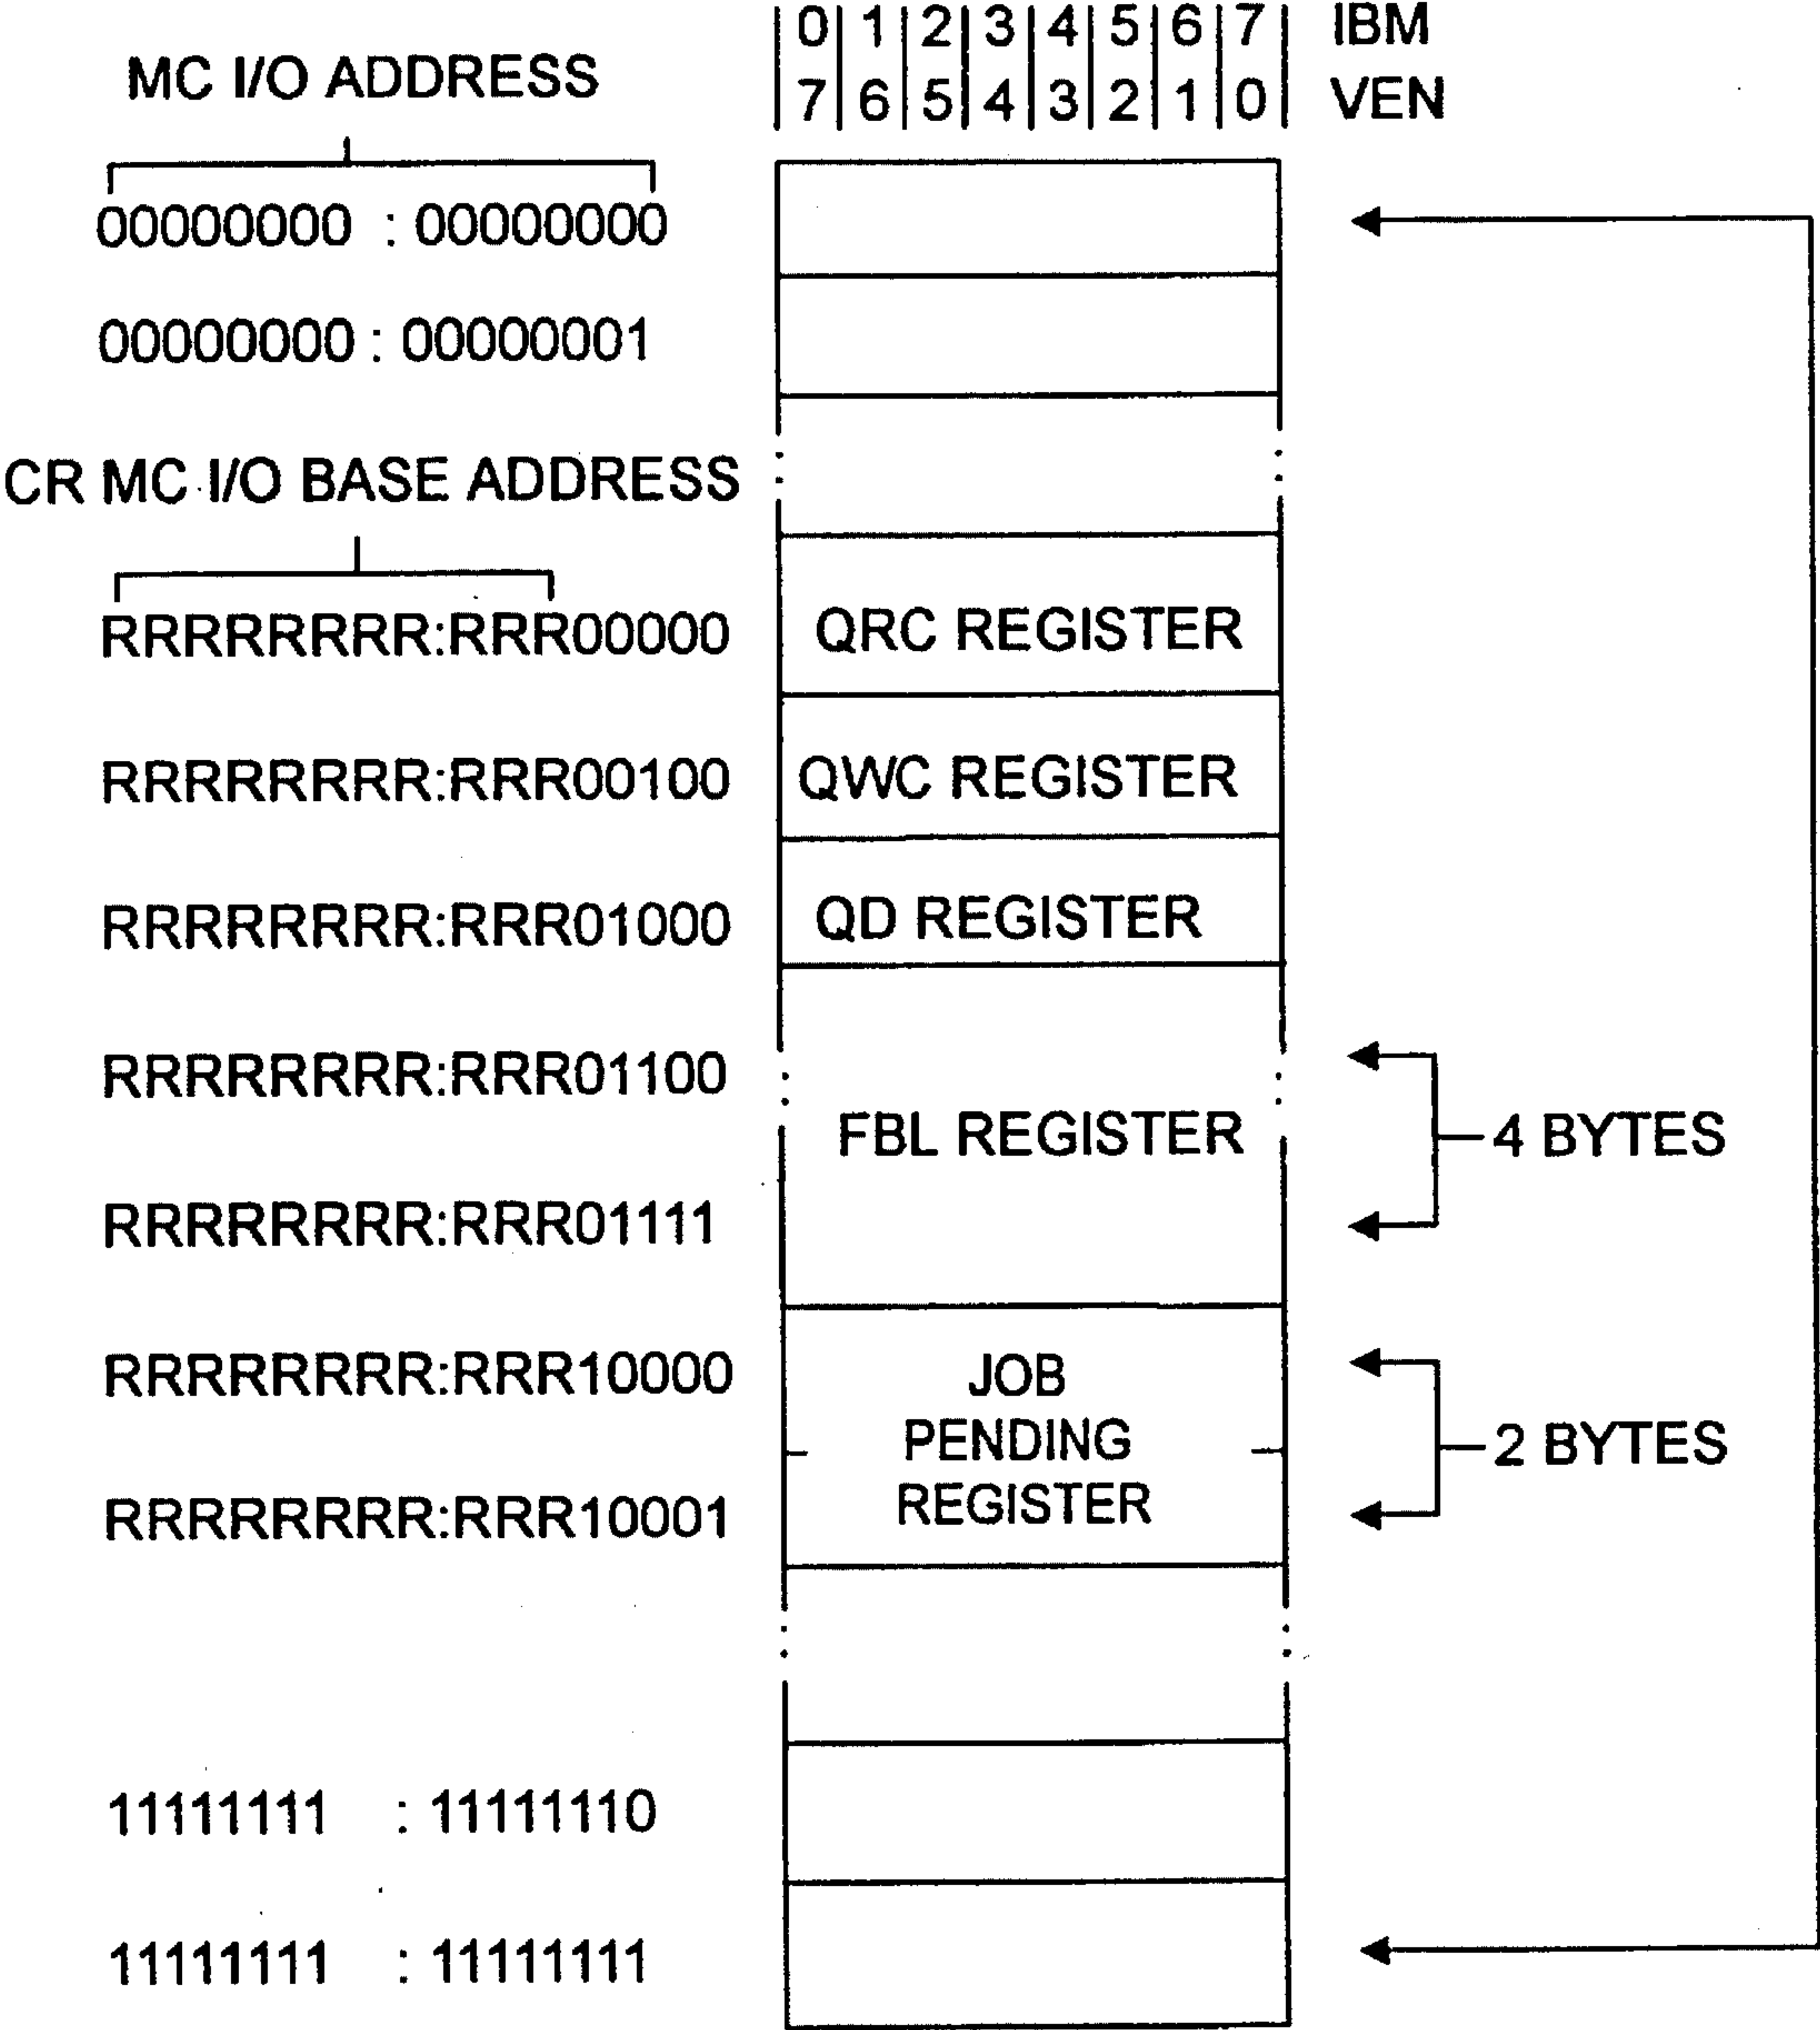 0 1 2 3 4 5 6 7 IBM
7 6 5 4 3 2 1 0 VEN
MC I/O ADDRESS
00000000 : 00000000
00000000 : 00000001
CR MC I/O BASE ADDRESS
RRRRRRRR:RRR00000 QRC REGISTER
RRRRRRRR:RRR00100 QWC REGISTER
RRRRRRRR:RRR01000 QD REGISTER
RRRRRRRR:RRR01100
FBL REGISTER 4 BYTES
RRRRRRRR:RRR01111
RRRRRRRR:RRR10000 JOB
PENDING 2 BYTES
RRRRRRRR:RRR10001 REGISTER
11111111 : 11111110
11111111 : 11111111